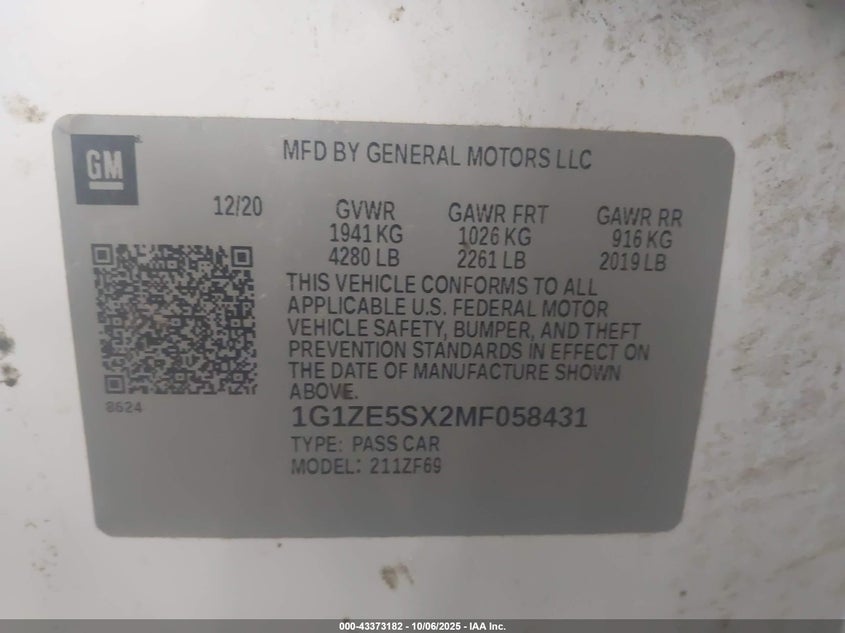 GM
MFD BY GENERAL MOTORS LLC
12/20
GVWR
1941 KG
4280 LB
GAWR FRT
1026 KG
2261 LB
GAWR RR
916 KG
2019 LB
THIS VEHICLE CONFORMS TO ALL
APPLICABLE U.S. FEDERAL MOTOR
VEHICLE SAFETY, BUMPER, AND THEFT
PREVENTION STANDARDS IN EFFECT ON
THE DATE OF MANUFACTURE SHOWN
ABOVE.
8624
1G1ZE5SX2MF058431
TYPE: PASS CAR
MODEL: 211ZF69
000-43373182 - 10/06/2025 - IAA Inc.